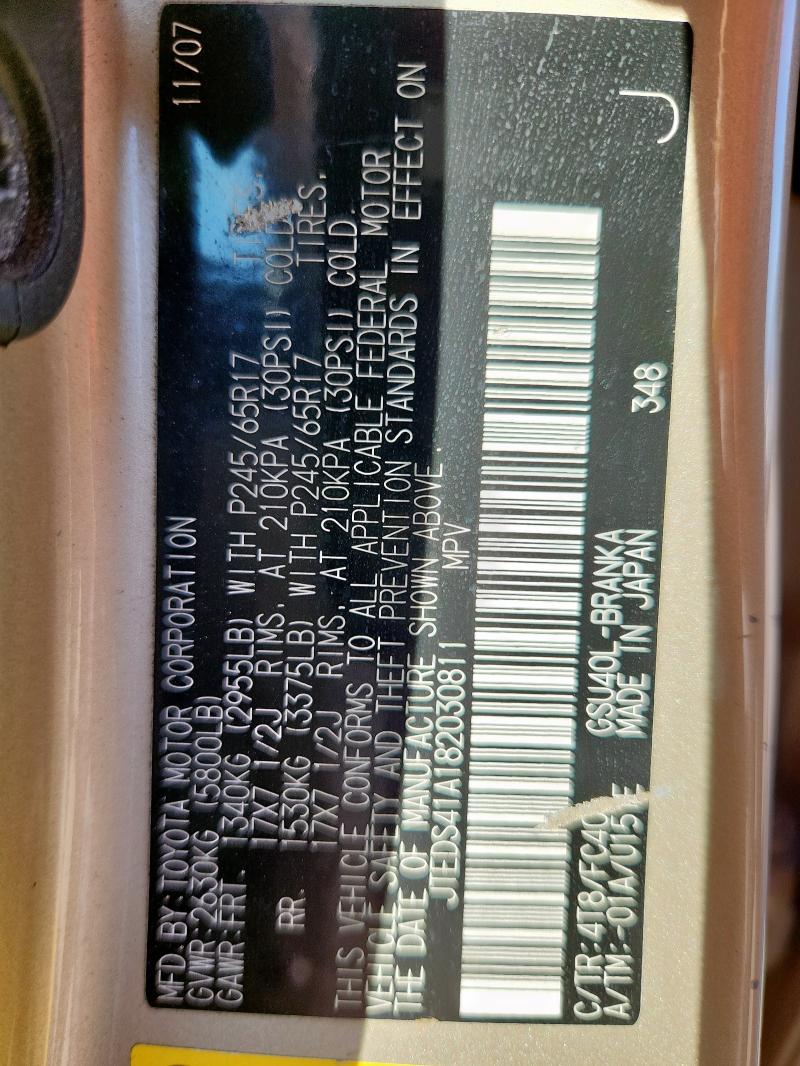 11/07
MFD.BY:TOYOTA MOTOR CORPORATION
GVWR:2630KG (5800LB)
GAWR:FRT. 1340KG (2955LB) WITH P245/65R17 TIRES,
17X7 1/2J RIMS, AT 210KPA (30PSI) COLD.
RR. 1530KG (3375LB) WITH P245/65R17 TIRES,
17X7 1/2J RIMS, AT 210KPA (30PSI) COLD.
THIS VEHICLE CONFORMS TO ALL APPLICABLE FEDERAL MOTOR
VEHICLE SAFETY AND THEFT PREVENTION STANDARDS IN EFFECT ON
THE DATE OF MANUFACTURE SHOWN ABOVE.
JTEDS41A182030811 MPV
C/TR:4T8/FC40 GSU40L-BRANKA
A/TM:-01A/U151E MADE IN JAPAN 348 J